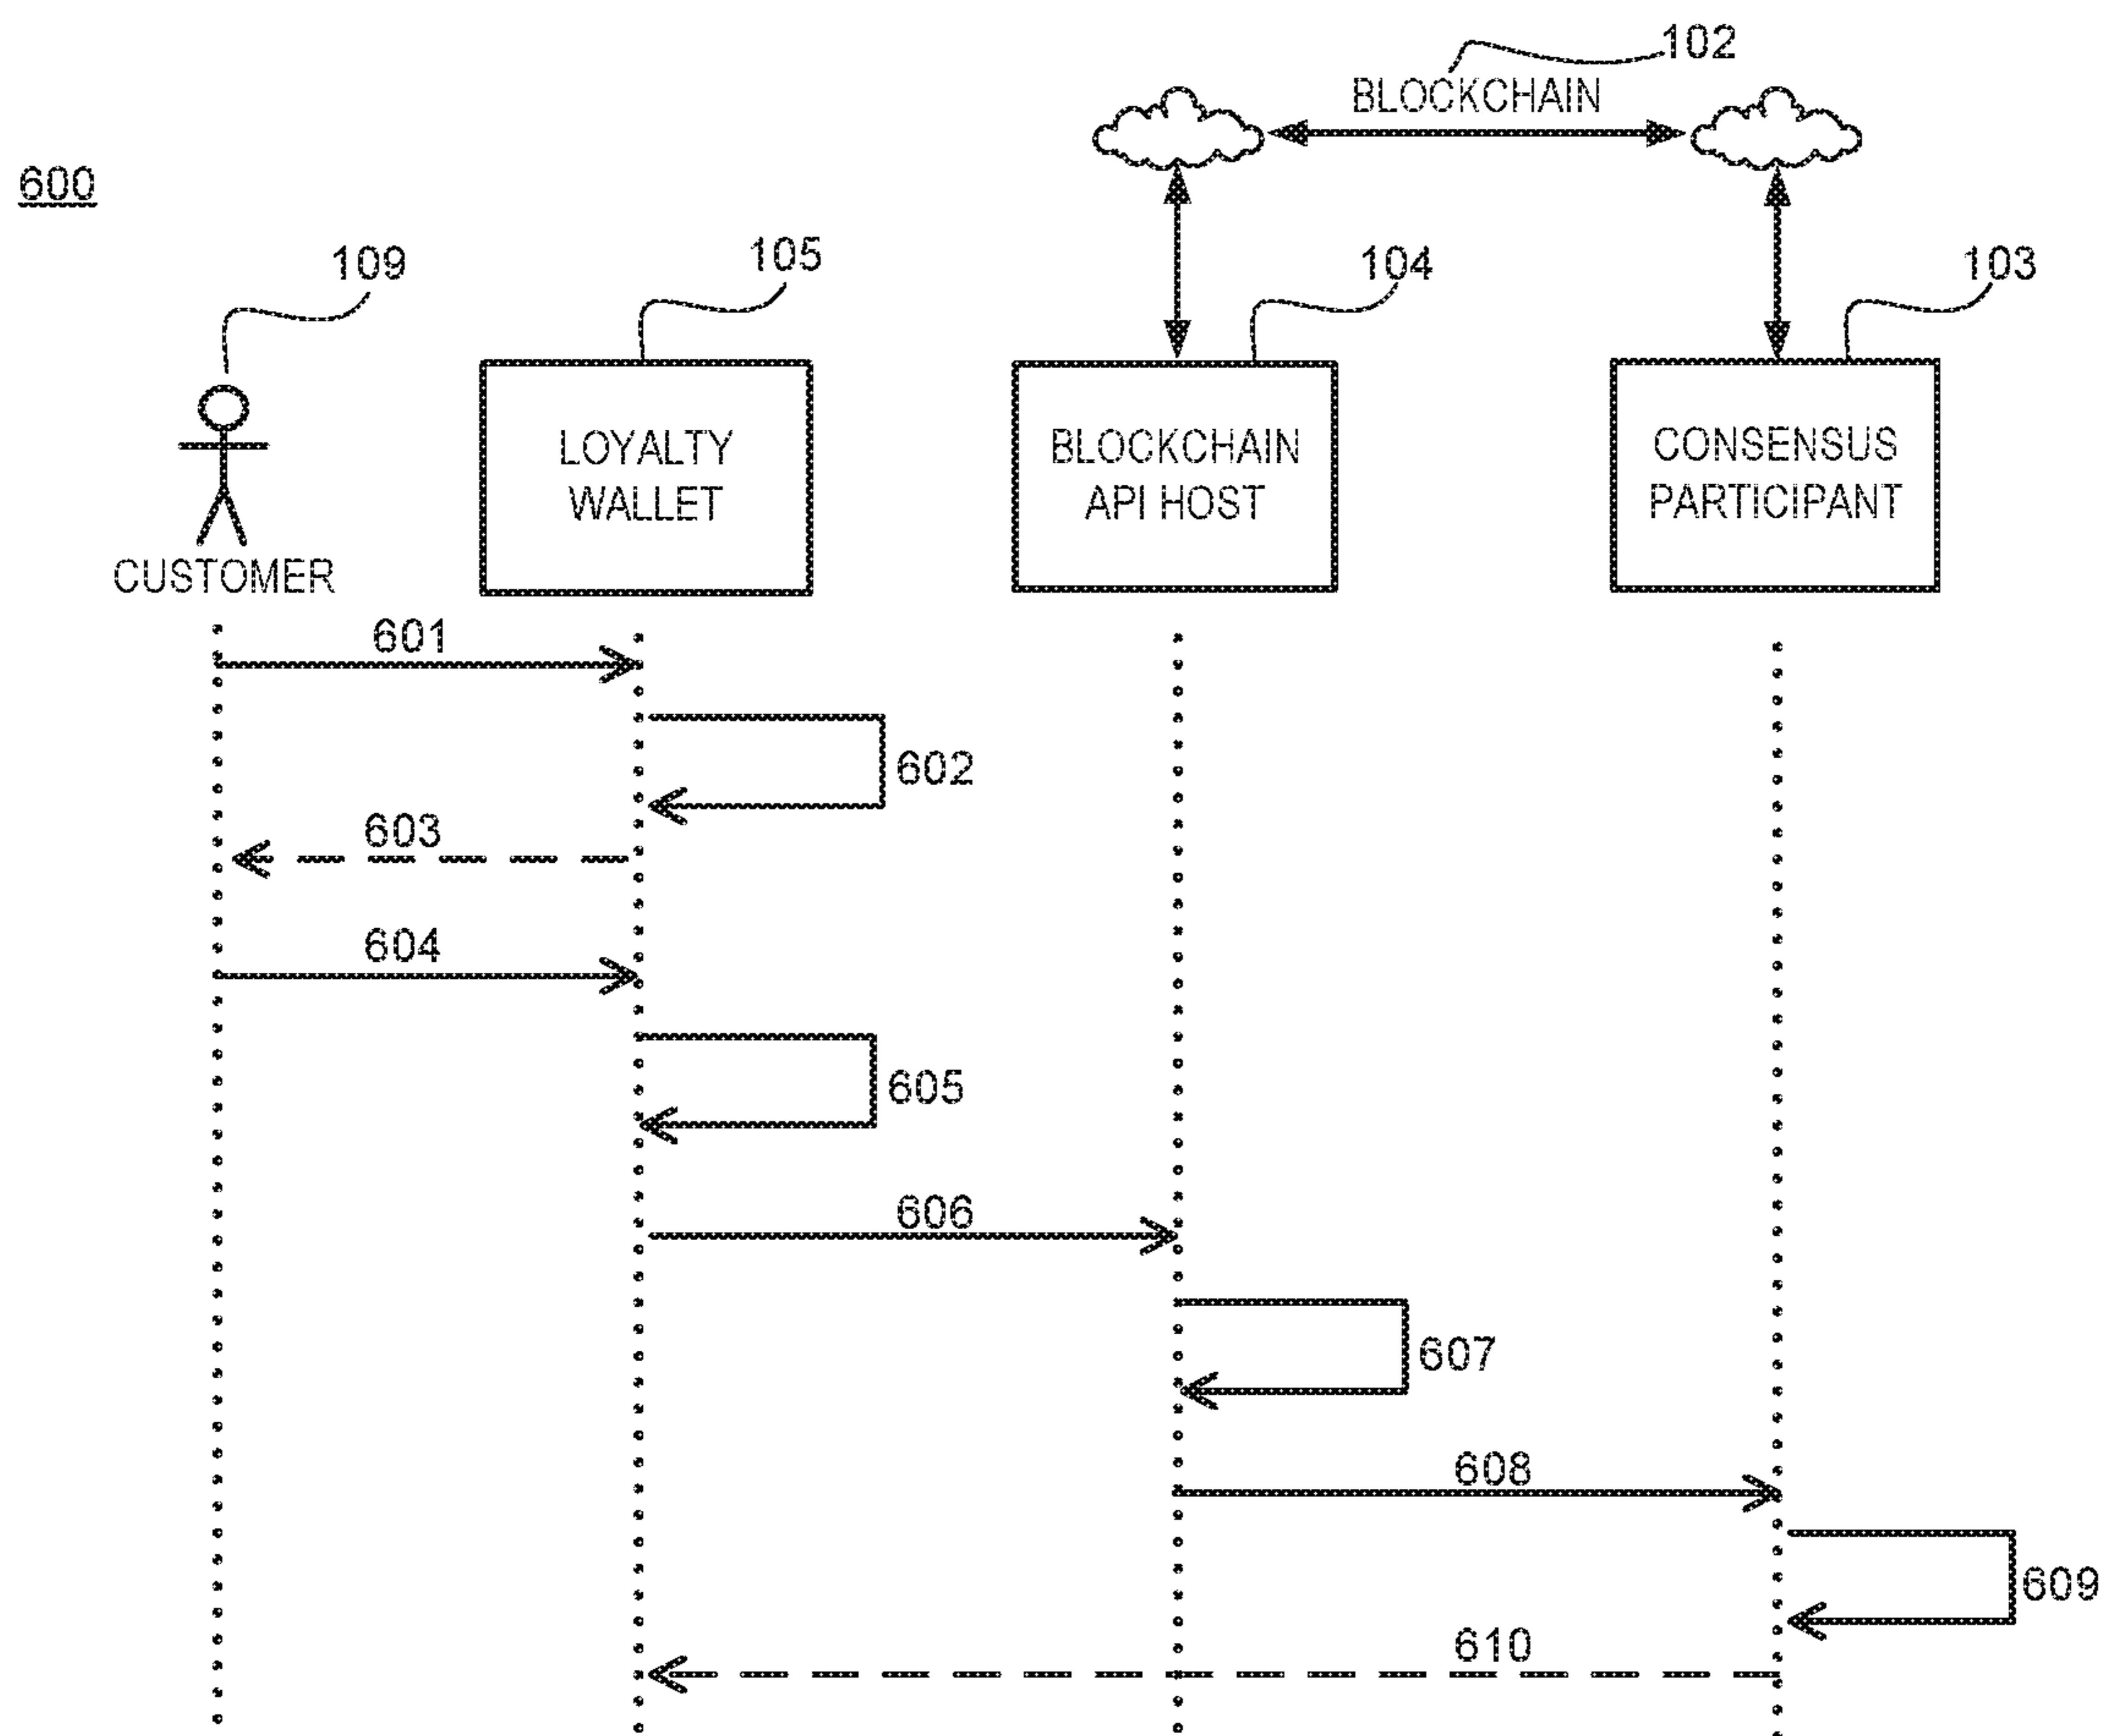 102
BLOCKCHAIN
600
109
105
104
103
LOYALTY
WALLET
BLOCKCHAIN
API HOST
CONSENSUS
PARTICIPANT
CUSTOMER
601
602
603
604
605
606
607
608
609
610